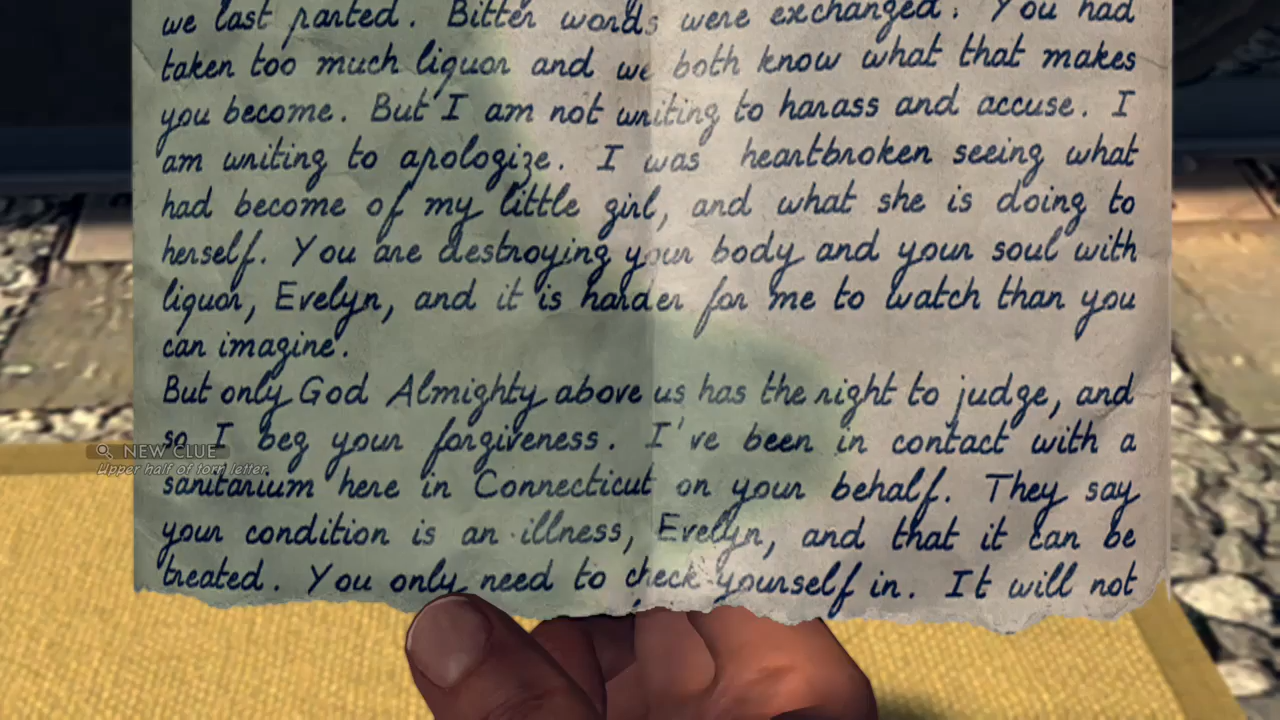 we last parted. Bitter words were exchanged. You had
taken too much liquor and we both know what that makes
you become. But I am not writing to harass and accuse. I
am writing to apologize. I was heartbroken seeing what
had become of my little girl, and what she is doing to
herself. You are destroying your body and your soul with
liquor, Evelyn, and it is harder for me to watch than you
can imagine.
But only God Almighty above us has the right to judge, and
so I beg your forgiveness. I've been in contact with a
NEW CLUE
Upper half of torn letter.
sanitarium here in Connecticut on your behalf. They say
your condition is an illness, Evelyn, and that it can be
treated. You only need to check yourself in. It will not